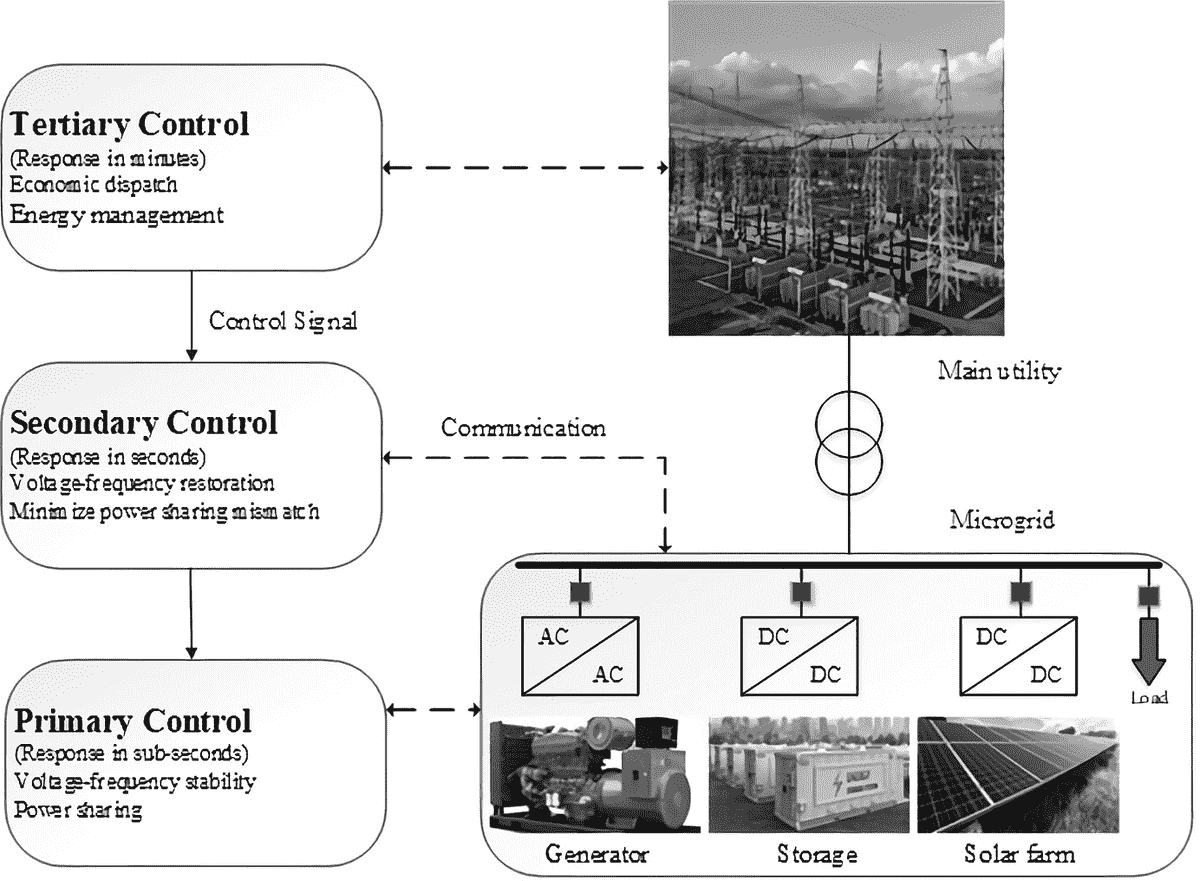 Tertiary Control
(Response in minutes)
Economic dispatch
Energy management
Control Signal
Main utility
Secondary Control
(Response in seconds)
Voltage-frequency restoration
Minimize power sharing mismatch
Communication
Microgrid
AC
AC
DC
DC
DC
DC
Load
Primary Control
(Response in sub-seconds)
Voltage-frequency stability
Power sharing
Generator
Storage
Solar farm